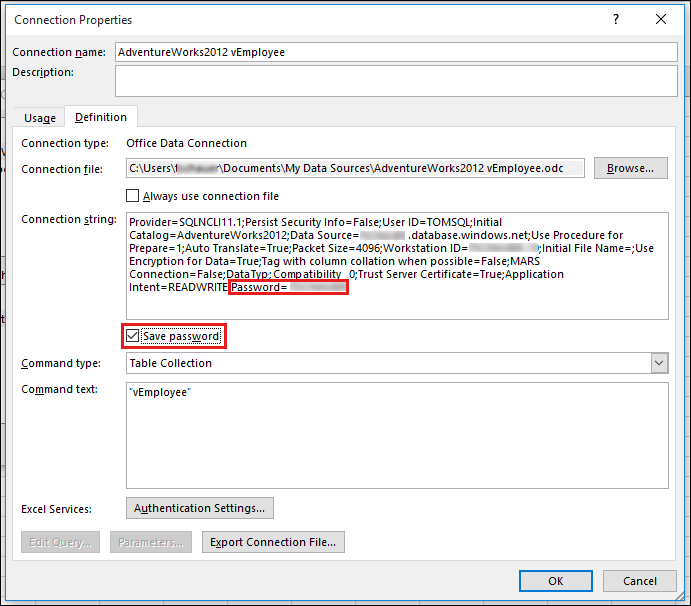 Connection Properties
? X
Connection name: AdventureWorks2012 vEmployee
Description:
Usage Definition
Connection type: Office Data Connection
Connection file: C:\Users\ \Documents\My Data Sources\AdventureWorks2012 vEmployee.odc Browse...
Always use connection file
Connection string: Provider=SQLNCLI11.1;Persist Security Info=False;User ID=TOMSQL;Initial
Catalog=AdventureWorks2012;Data Source= .database.windows.net;Use Procedure for
Prepare=1;Auto Translate=True;Packet Size=4096;Workstation ID= ;Initial File Name=;Use
Encryption for Data=True;Tag with column collation when possible=False;MARS
Connection=False;DataTyp;Compatibility 0;Trust Server Certificate=True;Application
Intent=READWRITE;Password=
Save password
Command type: Table Collection
Command text: "vEmployee"
Excel Services: Authentication Settings...
Edit Query... Parameters... Export Connection File...
OK Cancel